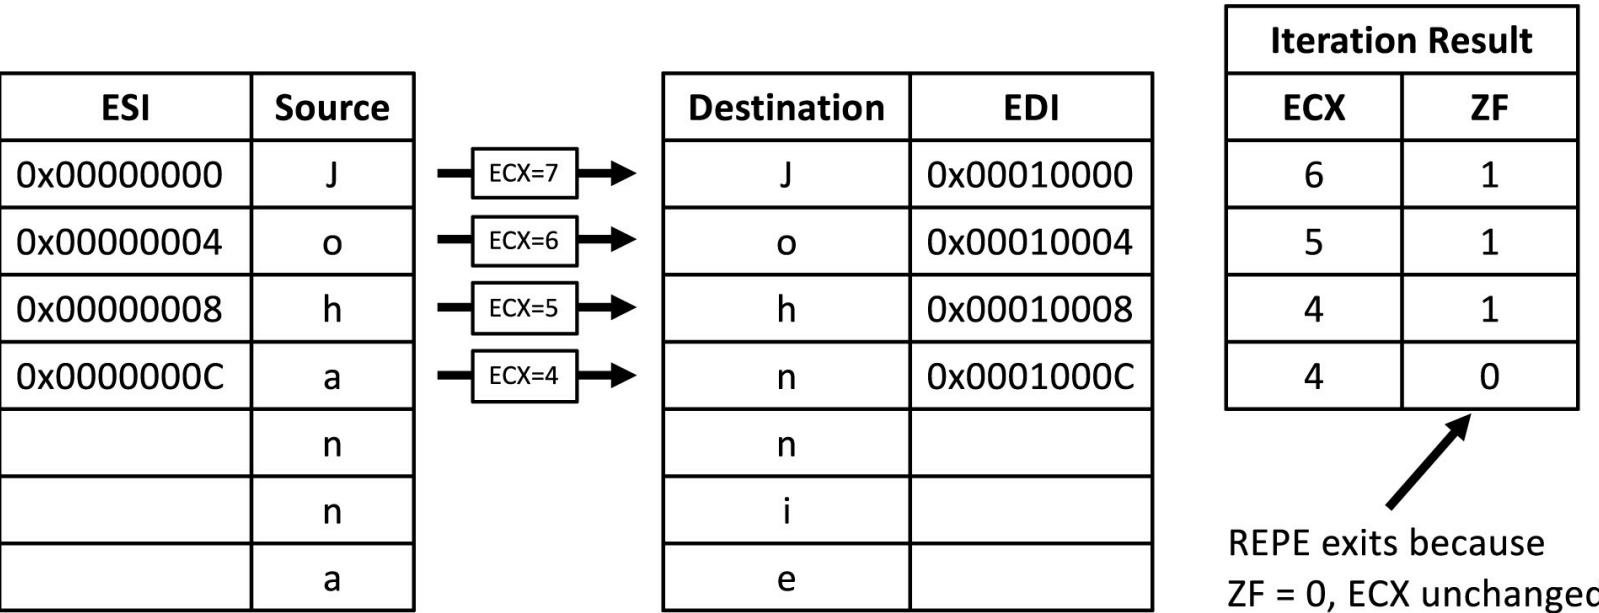 Iteration Result
ESI Source Destination EDI ECX ZF
0x00000000 J ECX=7 J 0x00010000 6 1
0x00000004 o ECX=6 o 0x00010004 5 1
0x00000008 h ECX=5 h 0x00010008 4 1
0x0000000C a ECX=4 n 0x0001000C 4 0
n n
n i
a e
REPE exits because
ZF = 0, ECX unchanged